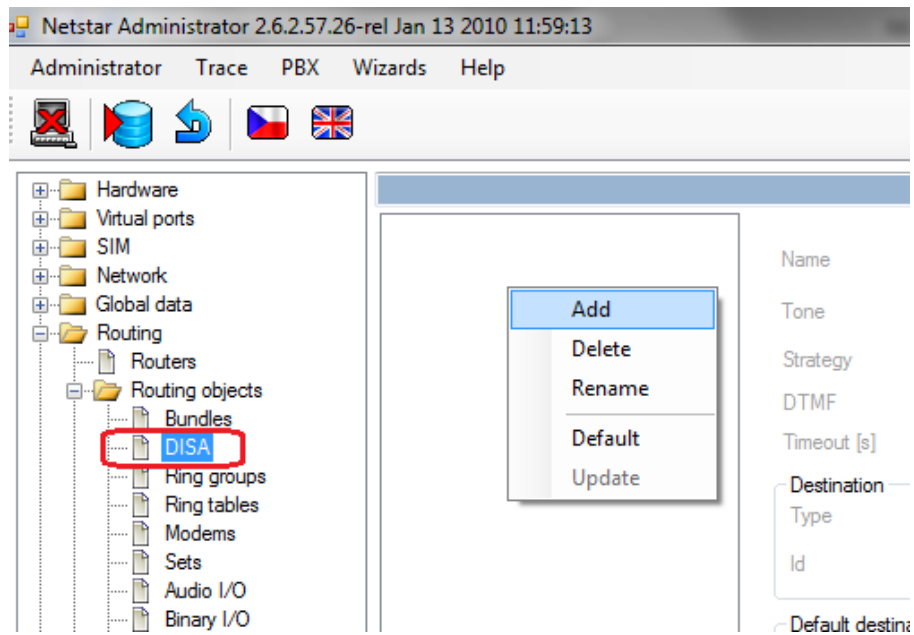 Netstar Administrator 2.6.2.57.26-rel Jan 13 2010 11:59:13
Administrator Trace PBX Wizards Help
Hardware
Virtual ports
SIM
Network
Global data
Routing
Routers
Routing objects
Bundles
DISA
Ring groups
Ring tables
Modems
Sets
Audio I/O
Binary I/O
Add
Delete
Rename
Default
Update
Name
Tone
Strategy
DTMF
Timeout [s]
Destination
Type
Id
Default destina